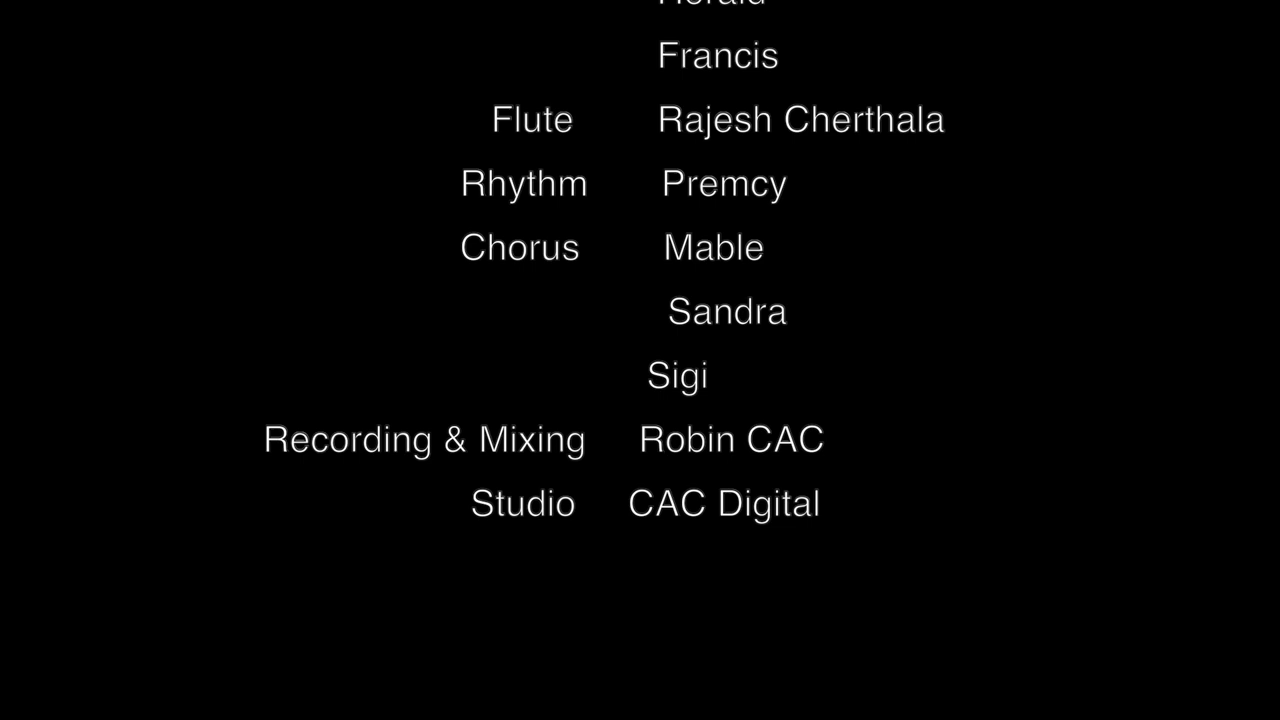 Francis
Flute Rajesh Cherthala
Rhythm Premcy
Chorus Mable
Sandra
Sigi
Recording & Mixing Robin CAC
Studio CAC Digital